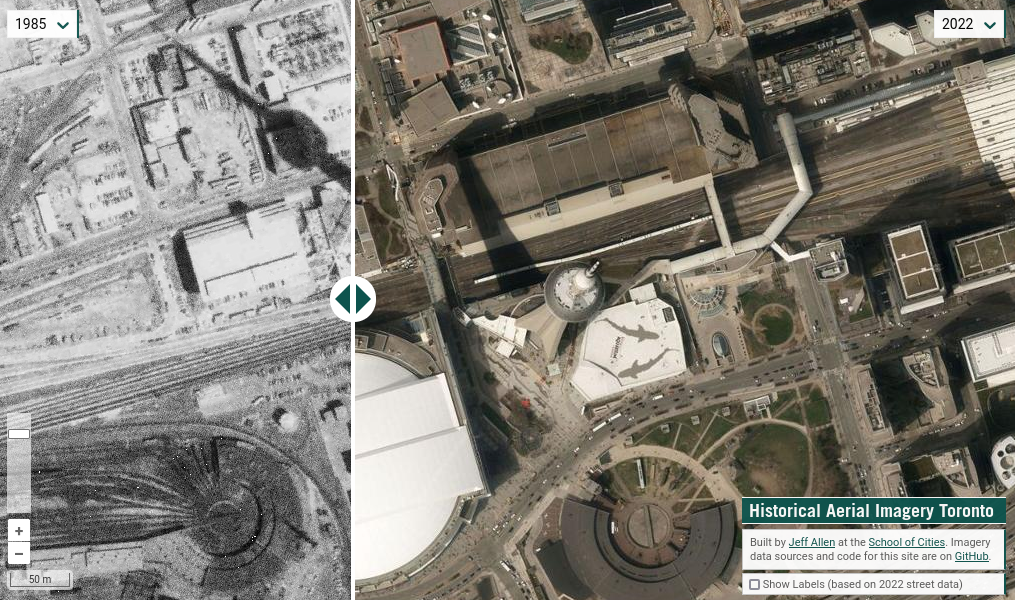 1985
2022
+
–
50 m
Historical Aerial Imagery Toronto
Built by Jeff Allen at the School of Cities. Imagery
data sources and code for this site are on GitHub.
Show Labels (based on 2022 street data)